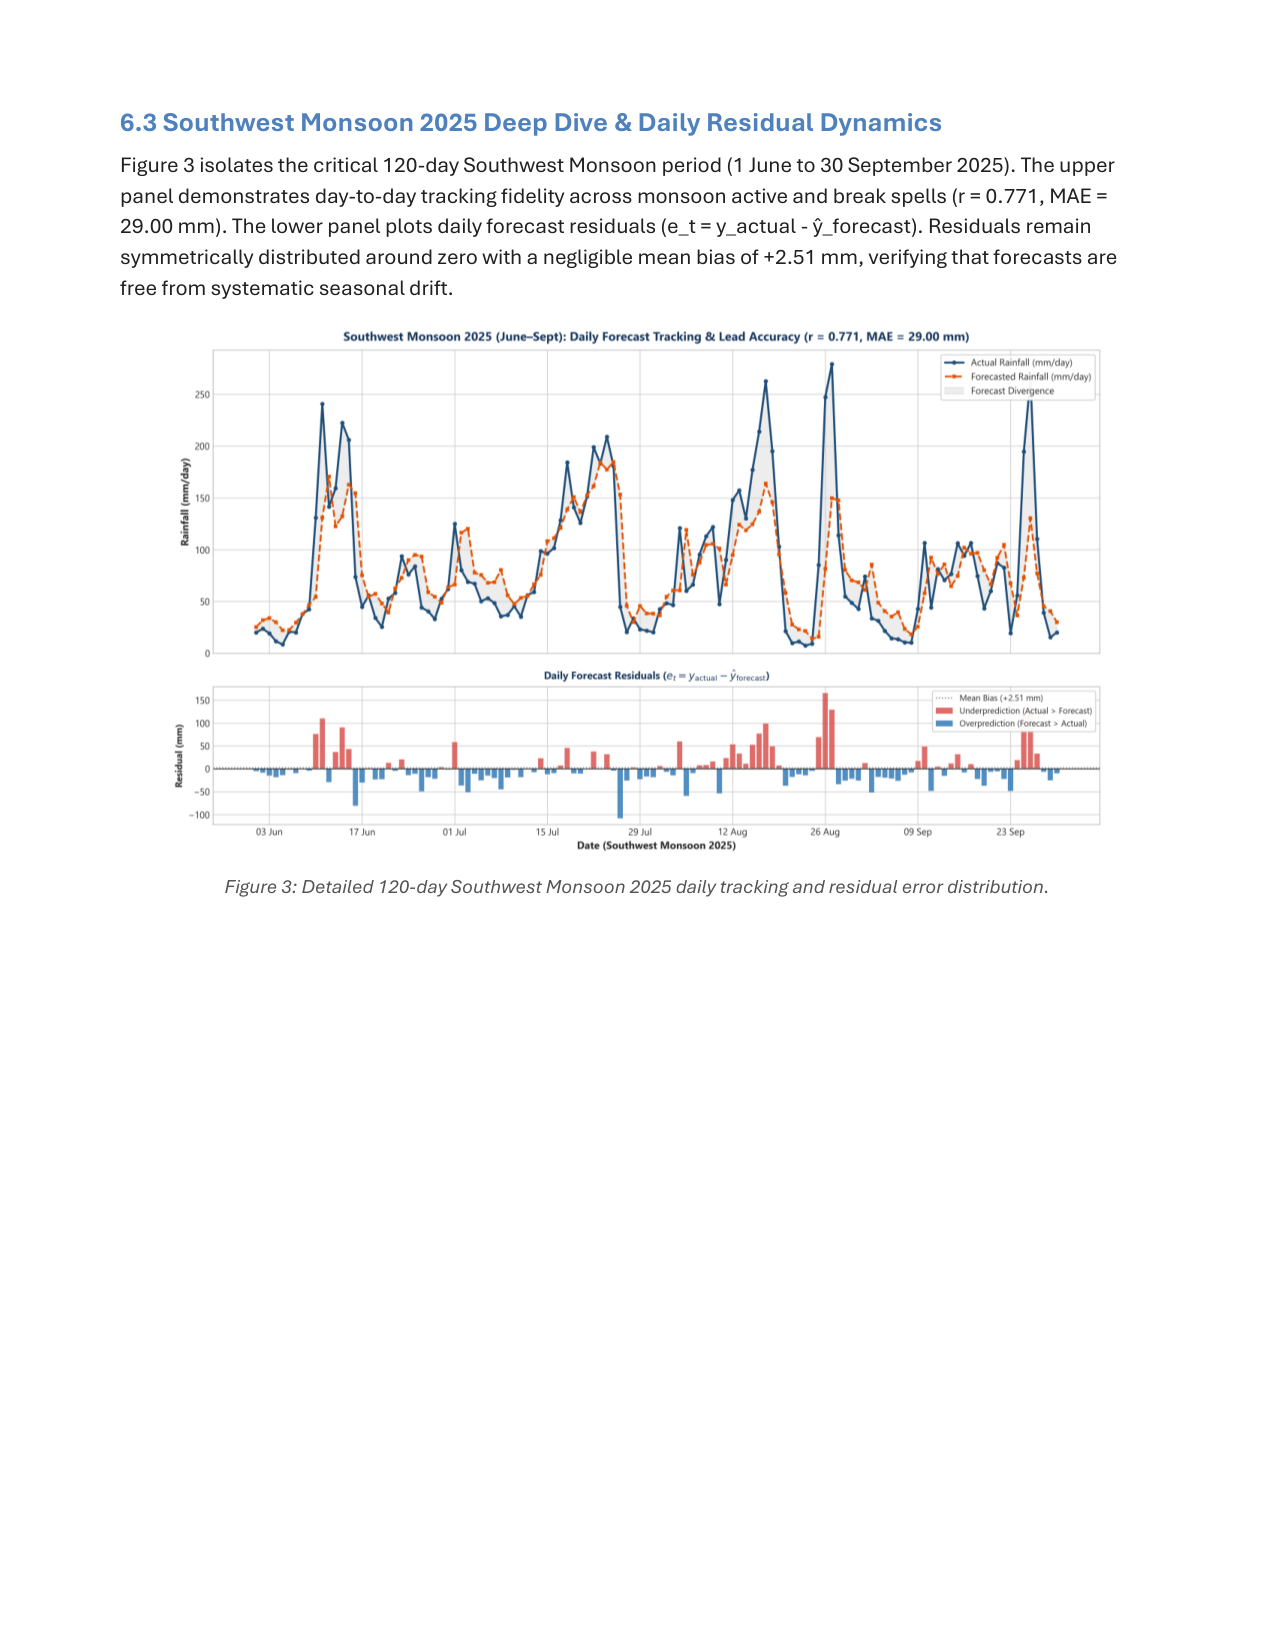 6.3 Southwest Monsoon 2025 Deep Dive & Daily Residual Dynamics
Figure 3 isolates the critical 120-day Southwest Monsoon period (1 June to 30 September 2025). The upper
panel demonstrates day-to-day tracking fidelity across monsoon active and break spells (r = 0.771, MAE =
29.00 mm). The lower panel plots daily forecast residuals (e_t = y_actual - ŷ_forecast). Residuals remain
symmetrically distributed around zero with a negligible mean bias of +2.51 mm, verifying that forecasts are
free from systematic seasonal drift.
Southwest Monsoon 2025 (June–Sept): Daily Forecast Tracking & Lead Accuracy (r = 0.771, MAE = 29.00 mm)
Actual Rainfall (mm/day)
Forecasted Rainfall (mm/day)
Forecast Divergence
Rainfall (mm/day)
250
200
150
100
50
0
Daily Forecast Residuals (e_t = y_actual − ŷ_forecast)
Mean Bias (+2.51 mm)
Underprediction (Actual > Forecast)
Overprediction (Forecast > Actual)
Residual (mm)
150
100
50
0
−50
−100
03 Jun 17 Jun 01 Jul 15 Jul 29 Jul 12 Aug 26 Aug 09 Sep 23 Sep
Date (Southwest Monsoon 2025)
Figure 3: Detailed 120-day Southwest Monsoon 2025 daily tracking and residual error distribution.